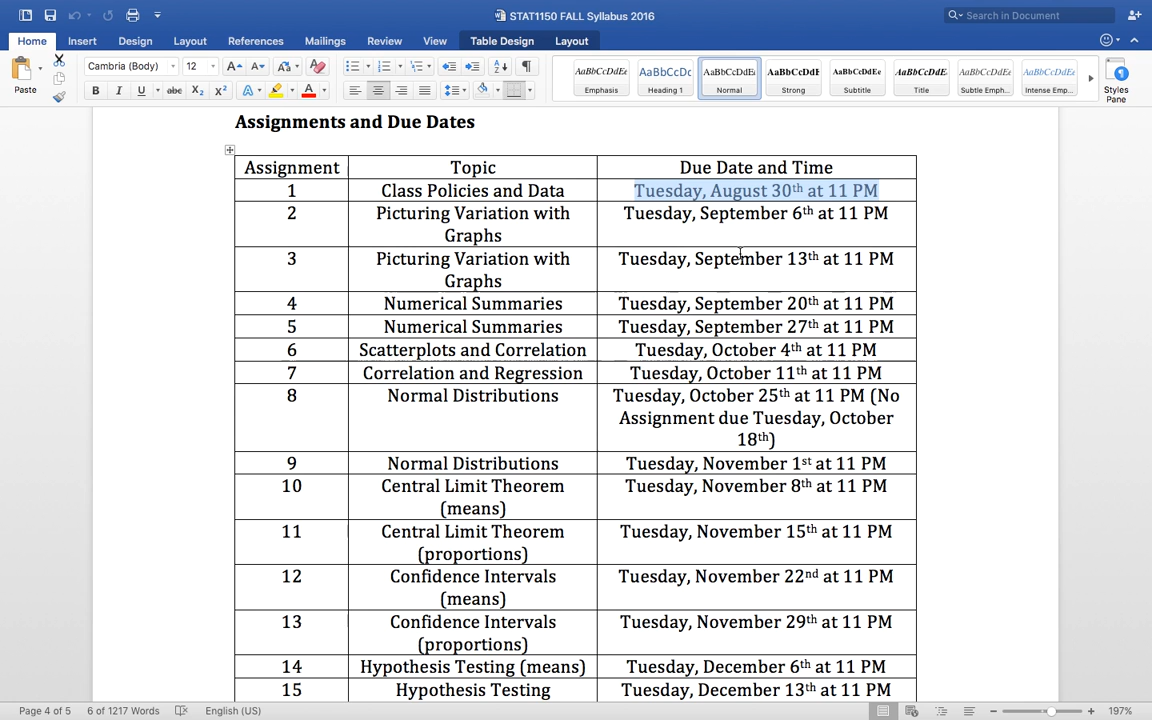 STAT1150 FALL Syllabus 2016
Search in Document
Home Insert Design Layout References Mailings Review View Table Design Layout
Paste
Cambria (Body) 12
B I U abc X₂ X² A A
AaBbCcDdEe AaBbCcDc AaBbCcDdEe AaBbCcDdE AaBbCcDdEe AaBbCcDdE AaBbCcDdEe AaBbCcDdEe
Emphasis Heading 1 Normal Strong Subtitle Title Subtle Emph... Intense Emp...
Styles
Pane
Assignments and Due Dates
Assignment Topic Due Date and Time
1 Class Policies and Data Tuesday, August 30th at 11 PM
2 Picturing Variation with Tuesday, September 6th at 11 PM
Graphs
3 Picturing Variation with Tuesday, September 13th at 11 PM
Graphs
4 Numerical Summaries Tuesday, September 20th at 11 PM
5 Numerical Summaries Tuesday, September 27th at 11 PM
6 Scatterplots and Correlation Tuesday, October 4th at 11 PM
7 Correlation and Regression Tuesday, October 11th at 11 PM
8 Normal Distributions Tuesday, October 25th at 11 PM (No
Assignment due Tuesday, October
18th)
9 Normal Distributions Tuesday, November 1st at 11 PM
10 Central Limit Theorem Tuesday, November 8th at 11 PM
(means)
11 Central Limit Theorem Tuesday, November 15th at 11 PM
(proportions)
12 Confidence Intervals Tuesday, November 22nd at 11 PM
(means)
13 Confidence Intervals Tuesday, November 29th at 11 PM
(proportions)
14 Hypothesis Testing (means) Tuesday, December 6th at 11 PM
15 Hypothesis Testing Tuesday, December 13th at 11 PM
Page 4 of 5 6 of 1217 Words English (US) 197%